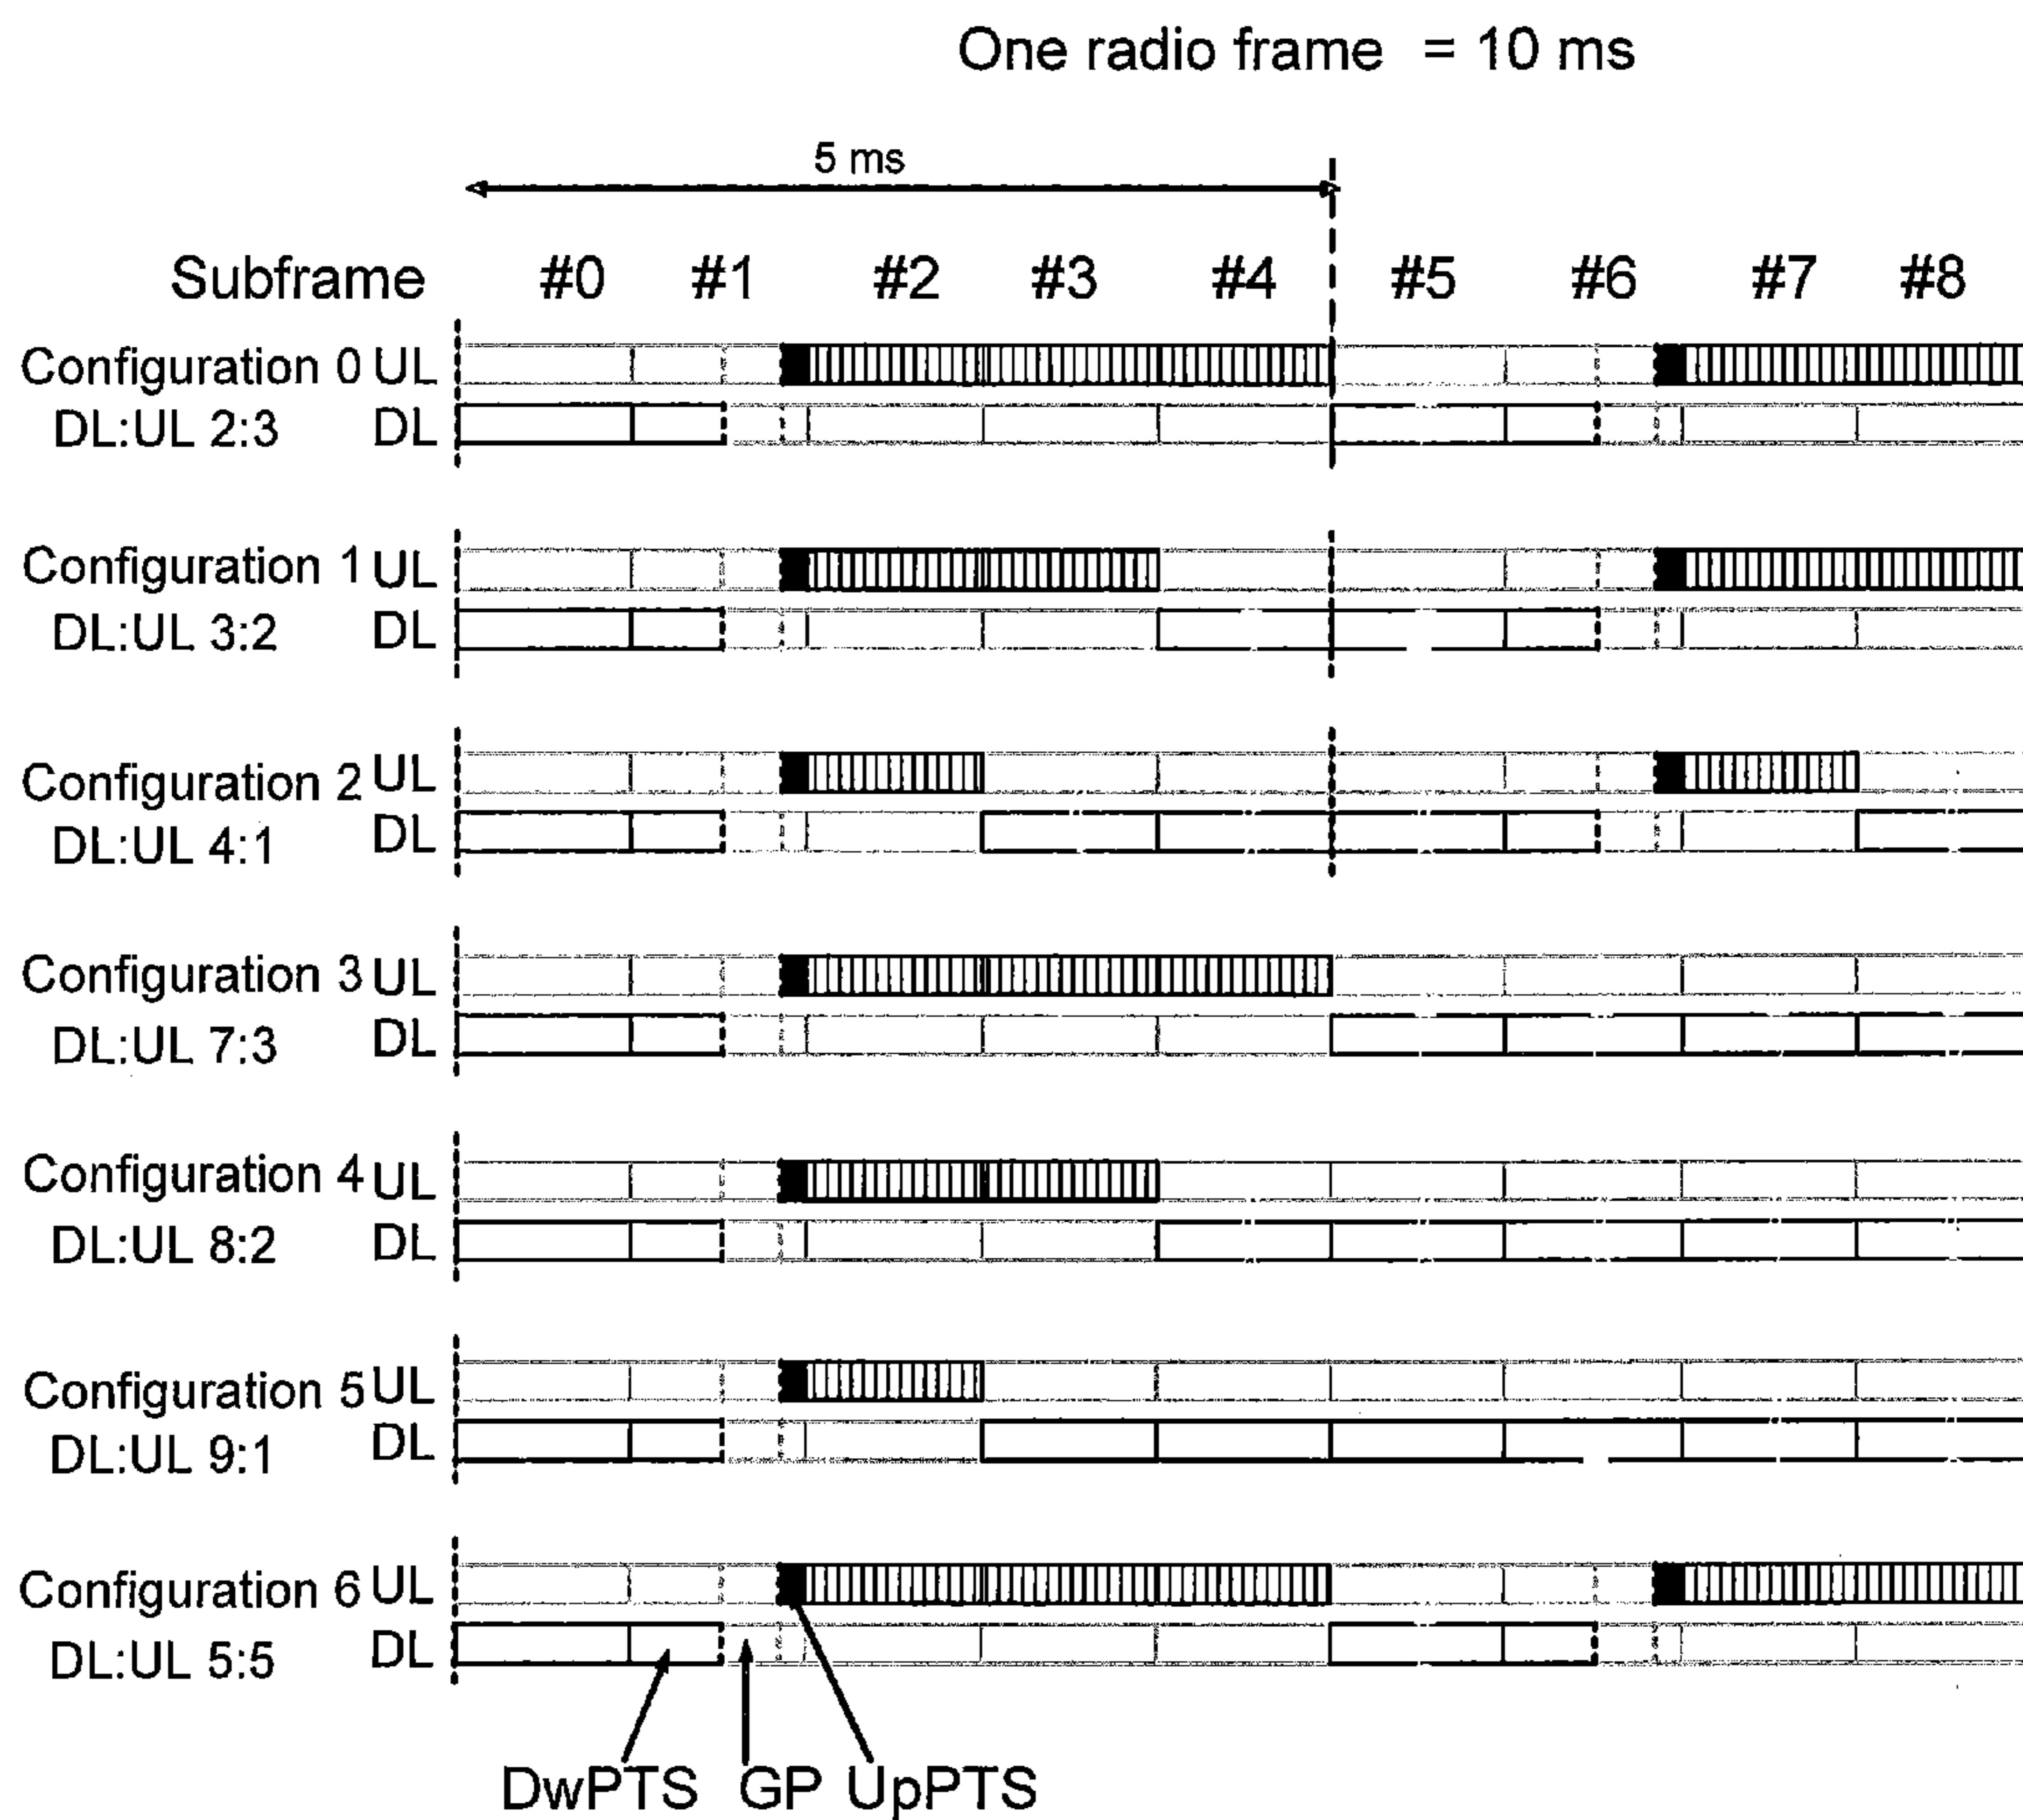 One radio frame = 10 ms
5 ms
Subframe #0 #1 #2 #3 #4 #5 #6 #7 #8
Configuration 0 UL
DL:UL 2:3 DL
Configuration 1 UL
DL:UL 3:2 DL
Configuration 2 UL
DL:UL 4:1 DL
Configuration 3 UL
DL:UL 7:3 DL
Configuration 4 UL
DL:UL 8:2 DL
Configuration 5 UL
DL:UL 9:1 DL
Configuration 6 UL
DL:UL 5:5 DL
DwPTS GP UpPTS